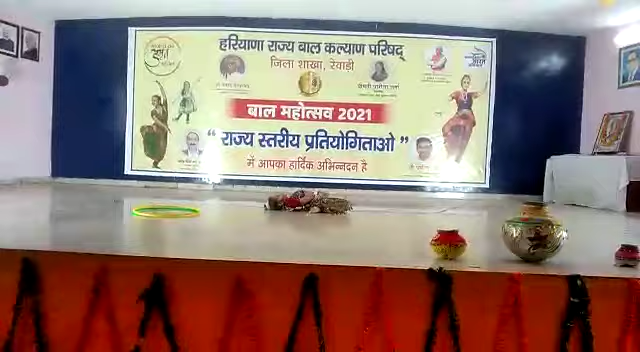 हरियाणा राज्य बाल कल्याण परिषद्
जिला शाखा, रेवाड़ी
बाल महोत्सव 2021
“ राज्य स्तरीय प्रतियोगिताओ ”
में आपका हार्दिक अभिनन्दन है